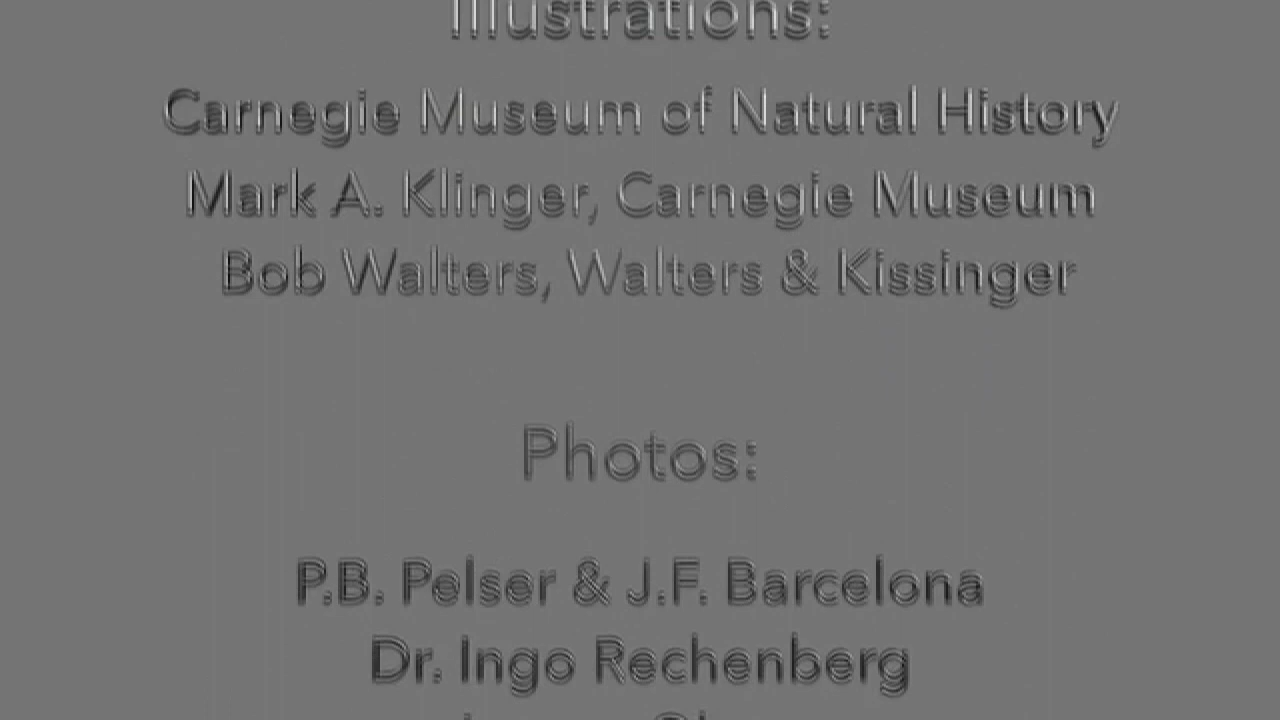 Illustrations:
Carnegie Museum of Natural History
Mark A. Klinger, Carnegie Museum
Bob Walters, Walters & Kissinger
Photos:
P.B. Pelser & J.F. Barcelona
Dr. Ingo Rechenberg